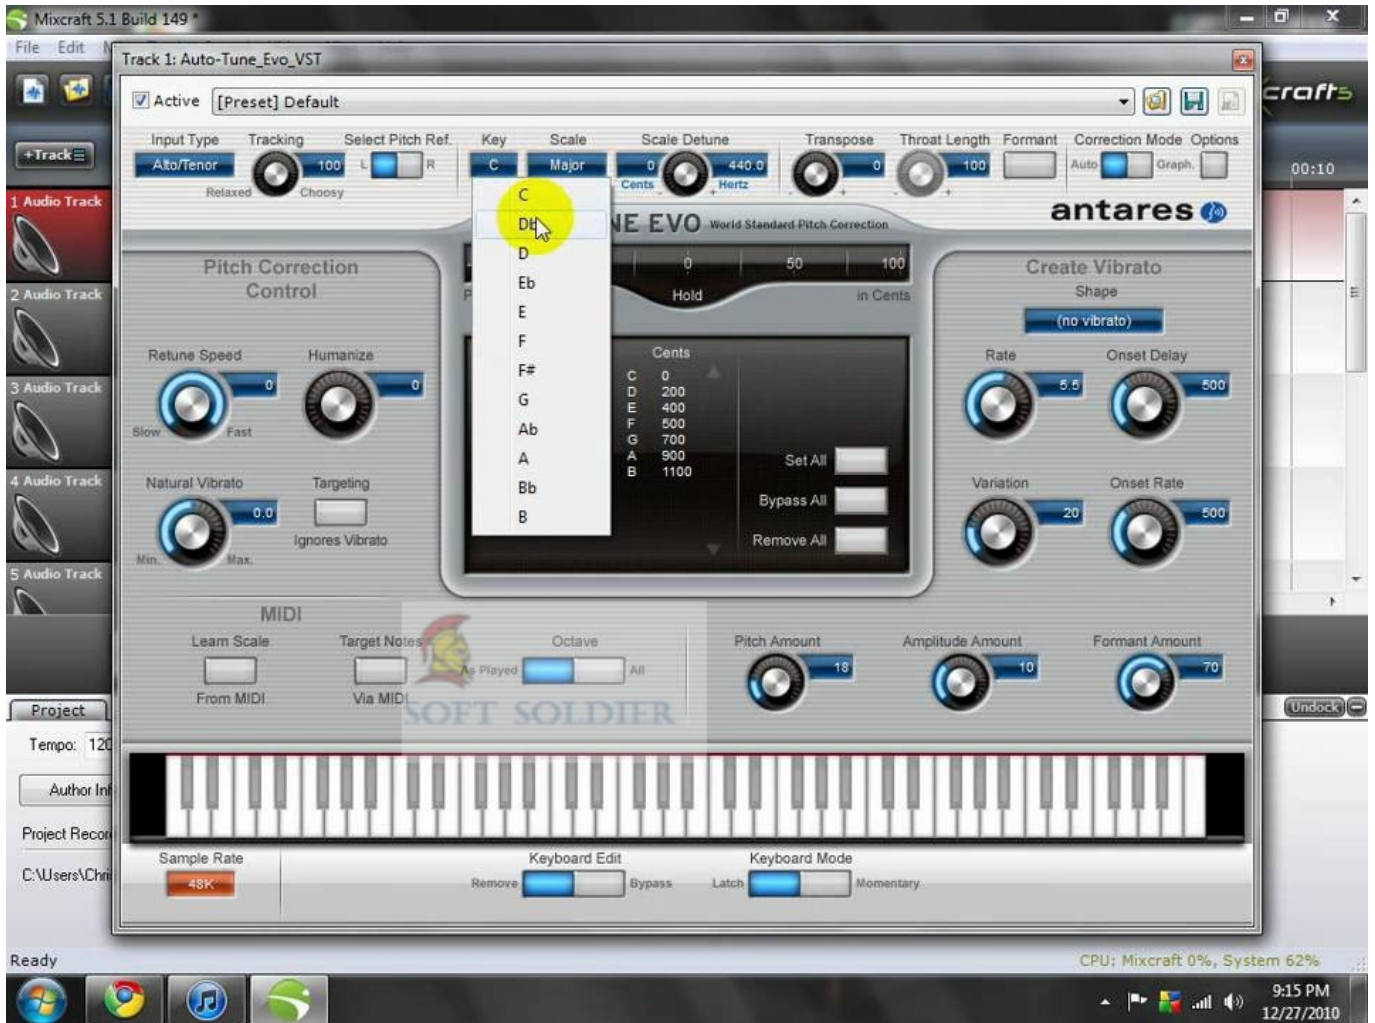 Mixcraft 5.1 Build 149 *
File Edit
Track 1: Auto-Tune_Evo_VST
Active [Preset] Default
crafts
Input Type Tracking Select Pitch Ref. Key Scale Scale Detune Transpose Throat Length Formant Correction Mode Options
+Track
Alto/Tenor 100 L R C Major 0 440.0 0 100 Auto Graph.
00:10
Relaxed Choosy Cents - + Hertz - + - +
1 Audio Track
C
antares
Db
NE EVO World Standard Pitch Correction
D
Pitch Correction
Control
0 50 100
Create Vibrato
Eb
Hold
in Cents
Shape
2 Audio Track
E
(no vibrato)
F
Retune Speed Humanize
Cents
Rate Onset Delay
F#
C 0
3 Audio Track
0 0
D 200
5.5 500
G
E 400
Slow Fast
F 500
Ab
G 700
A
A 900
Set All
B 1100
4 Audio Track
Natural Vibrato Targeting
Bb
Variation Onset Rate
0.0
Bypass All
20 500
B
Min. Max.
Ignores Vibrato
Remove All
5 Audio Track
MIDI
Learn Scale Target Notes Octave Pitch Amount Amplitude Amount Formant Amount
As Played All 18 10 70
From MIDI Via MIDI
SOFT SOLDIER
Project
Undock
Tempo: 120
Author Inf
Project Recor
C:\Users\Chri
Sample Rate Keyboard Edit Keyboard Mode
48K Remove Bypass Latch Momentary
Ready
CPU: Mixcraft 0%, System 62%
9:15 PM
12/27/2010